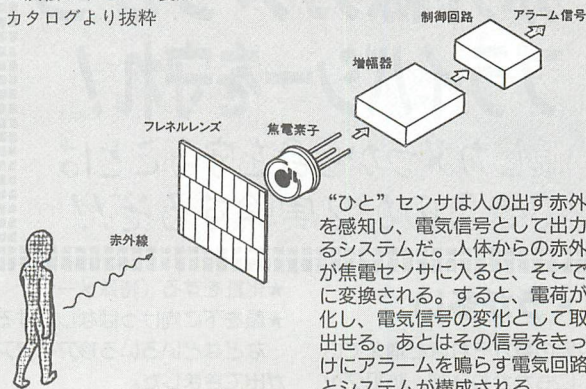 カタログより抜粋
制御回路
アラーム信号
増幅器
フレネルレンズ
焦電素子
赤外線
“ひと”センサは人の出す赤外
を感知し、電気信号として出力
るシステムだ。人体からの赤外
が焦電センサに入ると、そこで
に変換される。すると、電荷が
化し、電気信号の変化として取
出せる。あとはその信号をきっ
けにアラームを鳴らす電気回路
とシステムが構成される